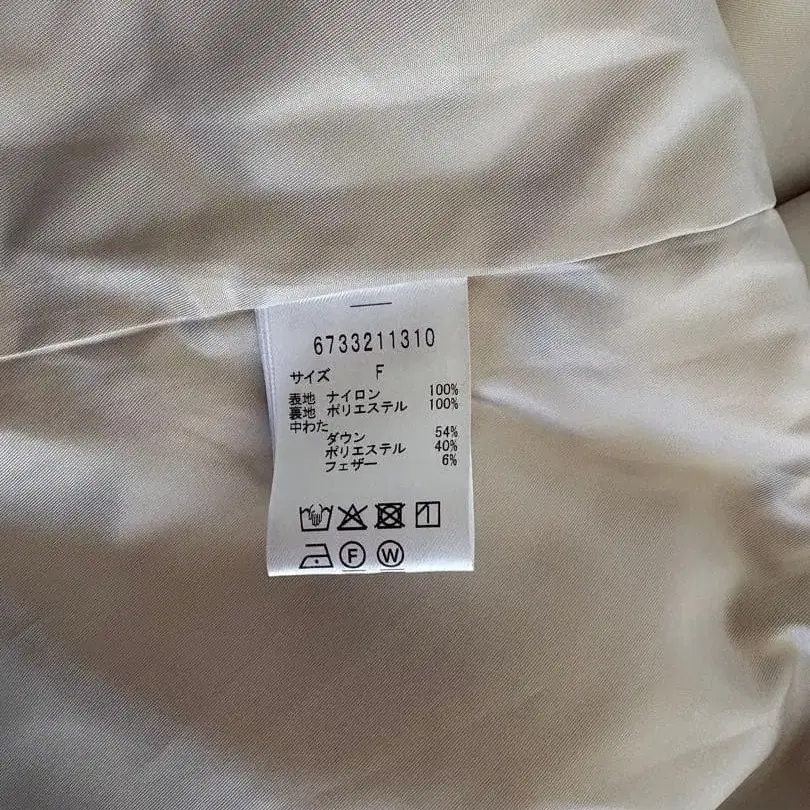 6733211310
サイズ F
表地 ナイロン 100%
裏地 ポリエステル 100%
中わた
ダウン 54%
ポリエステル 40%
フェザー 6%
F W